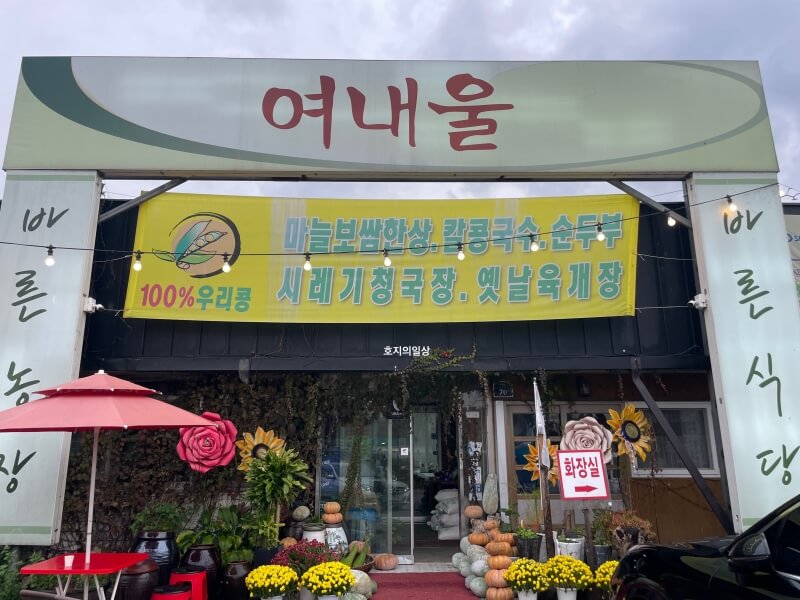 여내울
바른농장
마늘보쌈한상. 칼콩국수. 순두부
시레기청국장. 옛날육개장
100%우리콩
바른식당
호지의일상
화장실